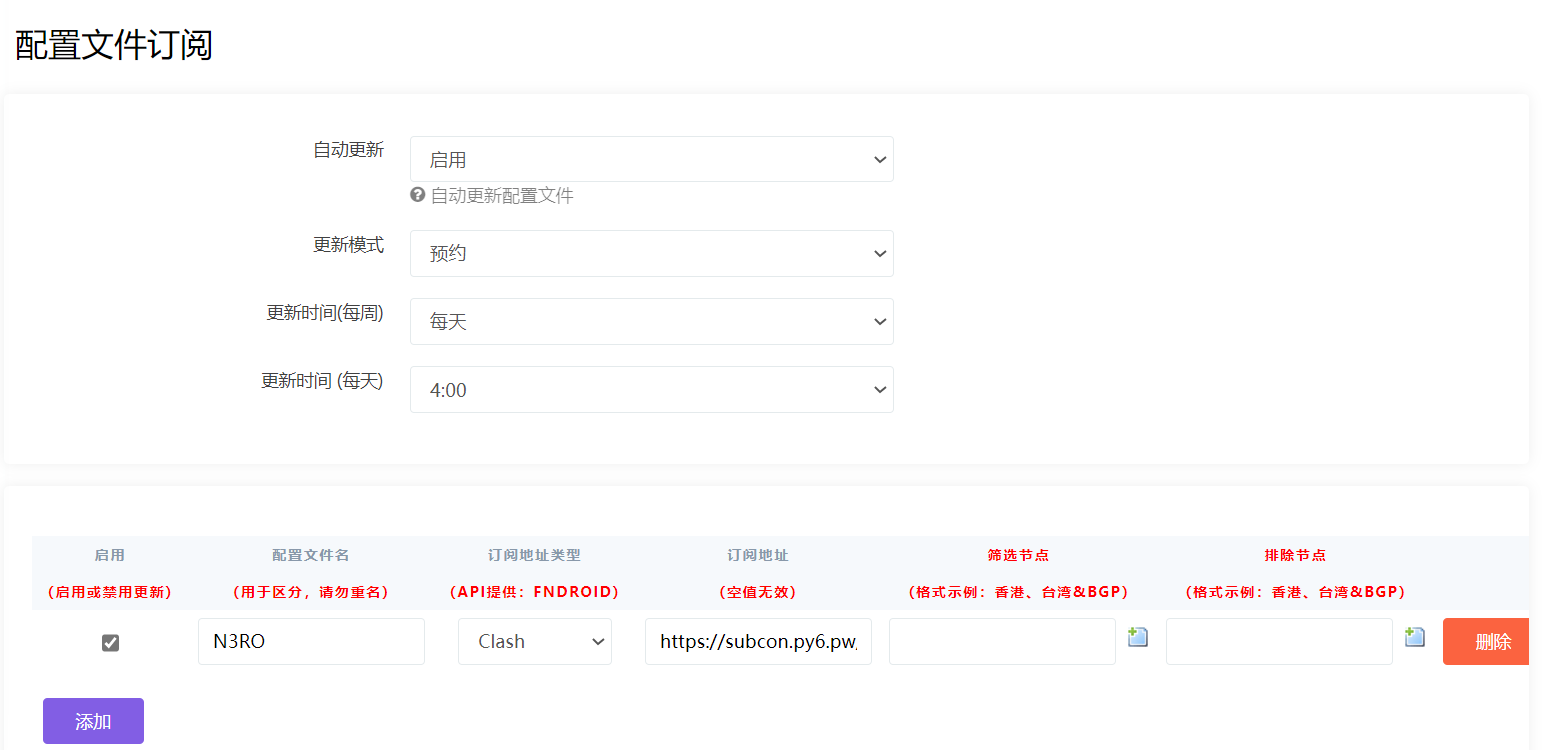 配置文件订阅
自动更新 启用
自动更新配置文件
更新模式 预约
更新时间(每周) 每天
更新时间 (每天) 4:00
启用 配置文件名 订阅地址类型 订阅地址 筛选节点 排除节点
(启用或禁用更新) (用于区分，请勿重名) (API提供：FNDROID) (空值无效) (格式示例：香港、台湾&BGP) (格式示例：香港、台湾&BGP)
N3RO Clash https://subcon.py6.pw, 删除
添加